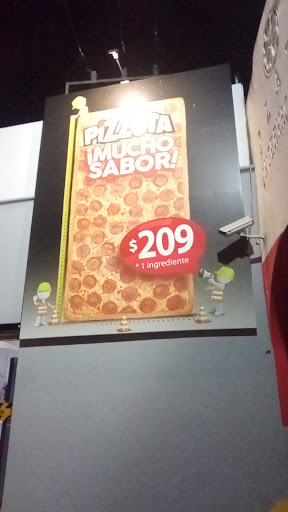 PIZZOTA
¡MUCHO
SABOR!
$209
* 1 ingrediente